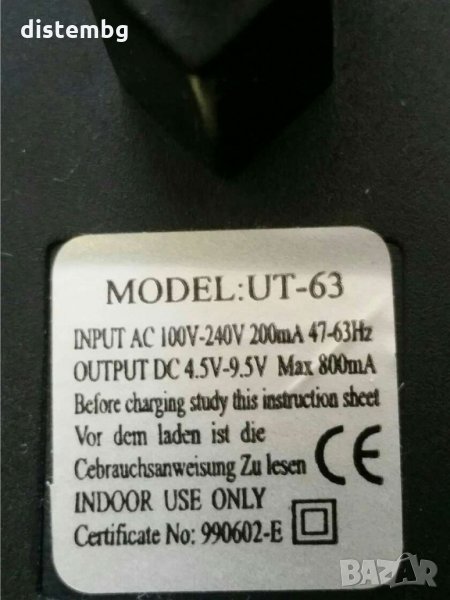 distembg
MODEL:UT-63
INPUT AC 100V-240V 200mA 47-63Hz
OUTPUT DC 4.5V-9.5V Max 800mA
Before charging study this instruction sheet
Vor dem laden ist die
Cebrauchsanweisung Zu lesen
CE
INDOOR USE ONLY
Certificate No: 990602-E
BAZAR